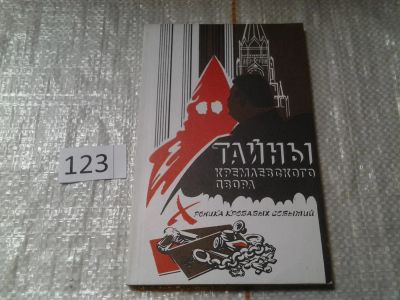 123
ТАЙНЫ
КРЕМЛЕВСКОГО
ДВОРА
ХРОНИКА КРОВАВЫХ СОБЫТИЙ